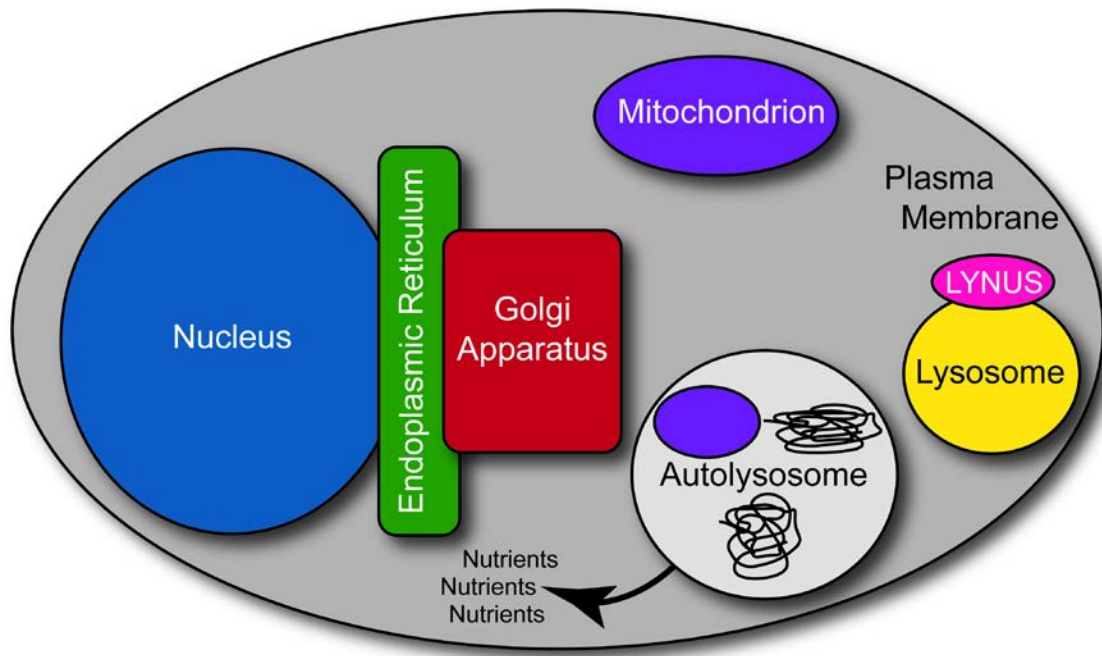 Mitochondrion
Plasma
Membrane
LYNUS
Lysosome
Nucleus
Endoplasmic Reticulum
Golgi
Apparatus
Autolysosome
Nutrients
Nutrients
Nutrients